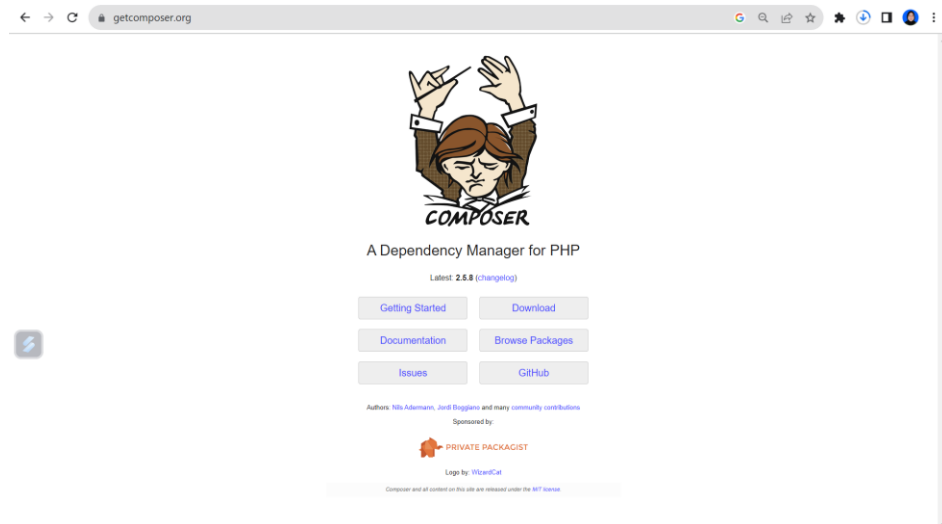 getcomposer.org
COMPOSER
A Dependency Manager for PHP
Latest: 2.5.8 (changelog)
Getting Started
Download
Documentation
Browse Packages
Issues
GitHub
Authors: Nils Adermann, Jordi Boggiano and many community contributions
Sponsored by:
PRIVATE PACKAGIST
Logo by: WizardCat
Composer and all content on this site are released under the MIT license.